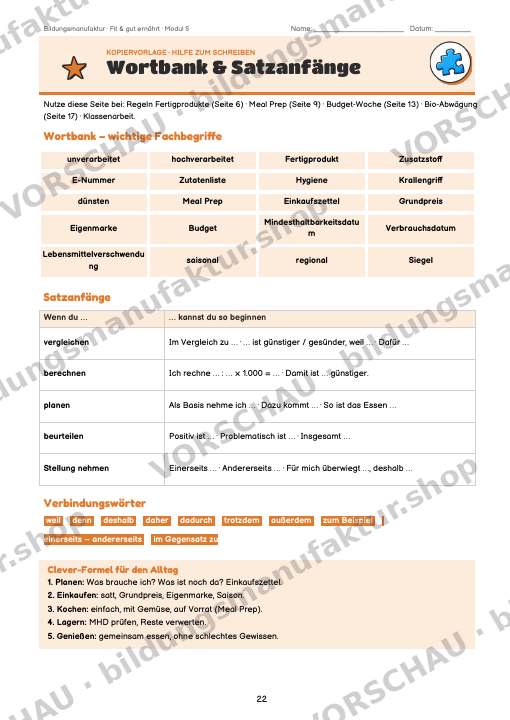 Bildungsmanufaktur · Fit & gut ernährt · Modul 5 Name: Datum:
KOPIERVORLAGE · HILFE ZUM SCHREIBEN
Wortbank & Satzanfänge
Nutze diese Seite bei: Regeln Fertigprodukte (Seite 6) · Meal Prep (Seite 9) · Budget-Woche (Seite 13) · Bio-Abwägung
(Seite 17) · Klassenarbeit.
Wortbank – wichtige Fachbegriffe
unverarbeitet hochverarbeitet Fertigprodukt Zusatzstoff
E-Nummer Zutatenliste Hygiene Krallengriff
dünsten Meal Prep Einkaufszettel Grundpreis
Eigenmarke Budget Mindesthaltbarkeitsdatu
m Verbrauchsdatum
Lebensmittelverschwendu
ng saisonal regional Siegel
Satzanfänge
Wenn du ... ... kannst du so beginnen
vergleichen Im Vergleich zu ... · ... ist günstiger / gesünder, weil ... · Dafür ...
berechnen Ich rechne ... : ... × 1.000 = ... · Damit ist ... günstiger.
planen Als Basis nehme ich ... · Dazu kommt ... · So ist das Essen ...
beurteilen Positiv ist ... · Problematisch ist ... · Insgesamt ...
Stellung nehmen Einerseits ... · Andererseits ... · Für mich überwiegt ..., deshalb ...
Verbindungswörter
weil denn deshalb daher dadurch trotzdem außerdem zum Beispiel
einerseits – andererseits im Gegensatz zu
Clever-Formel für den Alltag
1. Planen: Was brauche ich? Was ist noch da? Einkaufszettel.
2. Einkaufen: satt, Grundpreis, Eigenmarke, Saison.
3. Kochen: einfach, mit Gemüse, auf Vorrat (Meal Prep).
4. Lagern: MHD prüfen, Reste verwerten.
5. Genießen: gemeinsam essen, ohne schlechtes Gewissen.
22
VORSCHAU · bildungsmanufaktur.shop